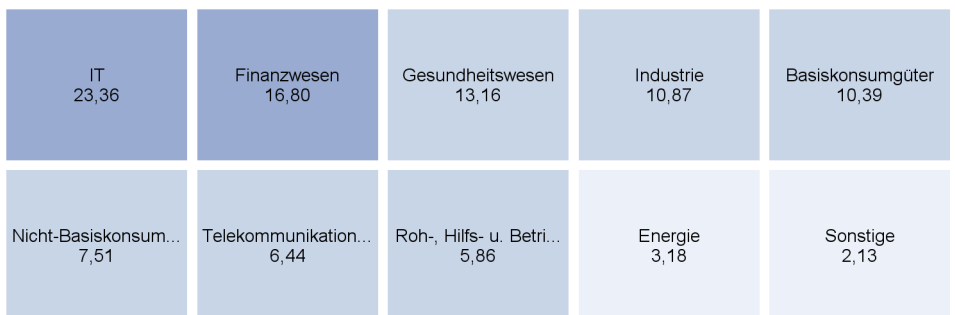 IT
23,36
Finanzwesen
16,80
Gesundheitswesen
13,16
Industrie
10,87
Basiskonsumgüter
10,39
Nicht-Basiskonsum...
7,51
Telekommunikation...
6,44
Roh-, Hilfs- u. Betri...
5,86
Energie
3,18
Sonstige
2,13